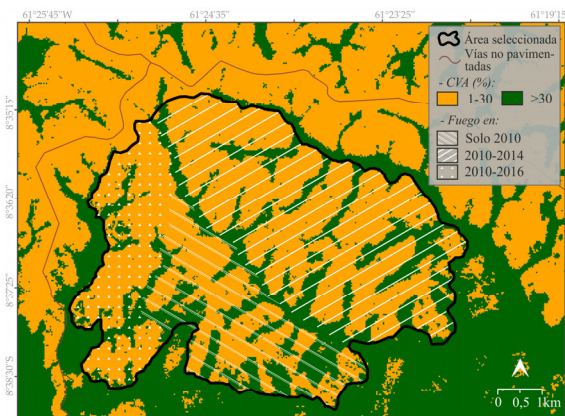 61°25'45"W 61°24'35" 61°23'25" 61°19'15"
8°35'15"
8°36'20"
8°37'25"
8°38'30"S
Área seleccionada
Vías no pavimen-
tadas
- CVA (%):
1-30 >30
- Fuego en:
Solo 2010
2010-2014
2010-2016
0 0,5 1km